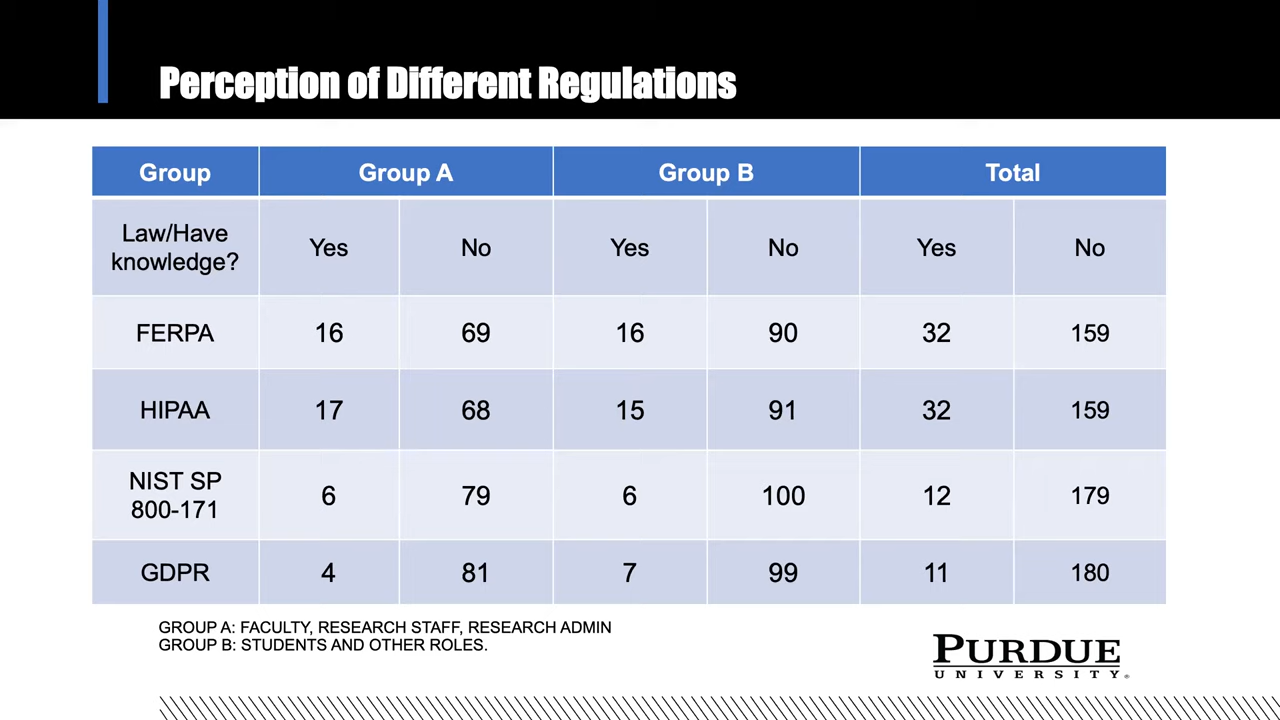 Perception of Different Regulations
Group Group A Group B Total
Law/Have knowledge? Yes No Yes No Yes No
FERPA 16 69 16 90 32 159
HIPAA 17 68 15 91 32 159
NIST SP 800-171 6 79 6 100 12 179
GDPR 4 81 7 99 11 180
GROUP A: FACULTY, RESEARCH STAFF, RESEARCH ADMIN
GROUP B: STUDENTS AND OTHER ROLES.
PURDUE
UNIVERSITY®